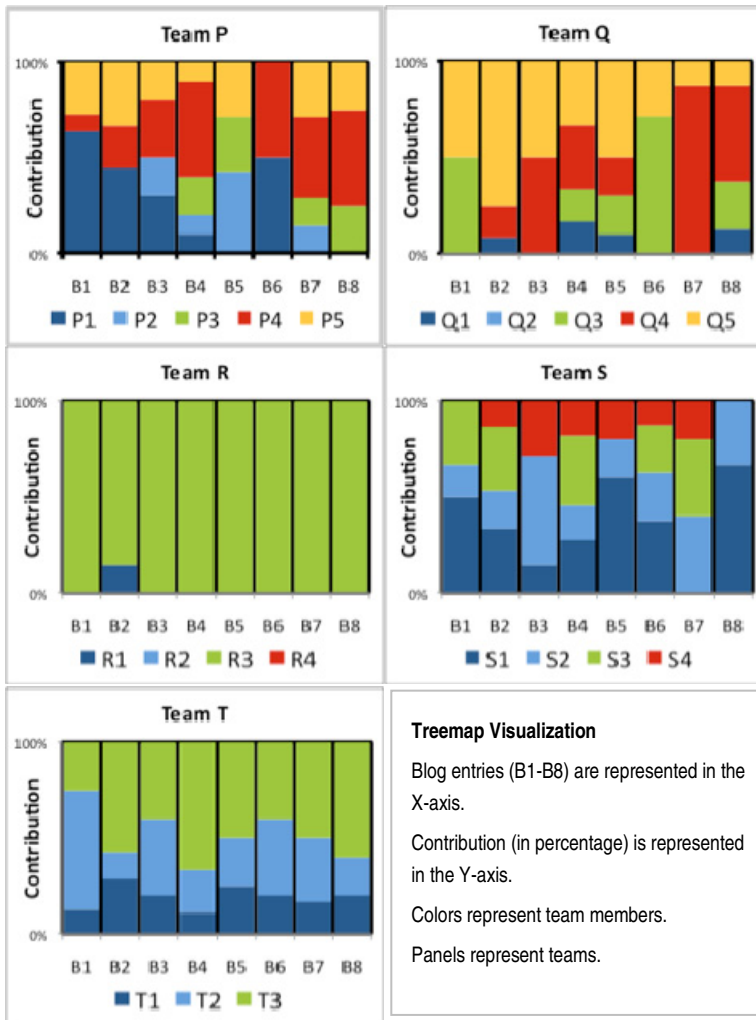 Team P
100%
Contribution
0%
B1 B2 B3 B4 B5 B6 B7 B8
P1 P2 P3 P4 P5
Team Q
100%
Contribution
0%
B1 B2 B3 B4 B5 B6 B7 B8
Q1 Q2 Q3 Q4 Q5
Team R
100%
Contribution
0%
B1 B2 B3 B4 B5 B6 B7 B8
R1 R2 R3 R4
Team S
100%
Contribution
0%
B1 B2 B3 B4 B5 B6 B7 B8
S1 S2 S3 S4
Team T
100%
Contribution
0%
B1 B2 B3 B4 B5 B6 B7 B8
T1 T2 T3
Treemap Visualization
Blog entries (B1-B8) are represented in the
X-axis.
Contribution (in percentage) is represented
in the Y-axis.
Colors represent team members.
Panels represent teams.